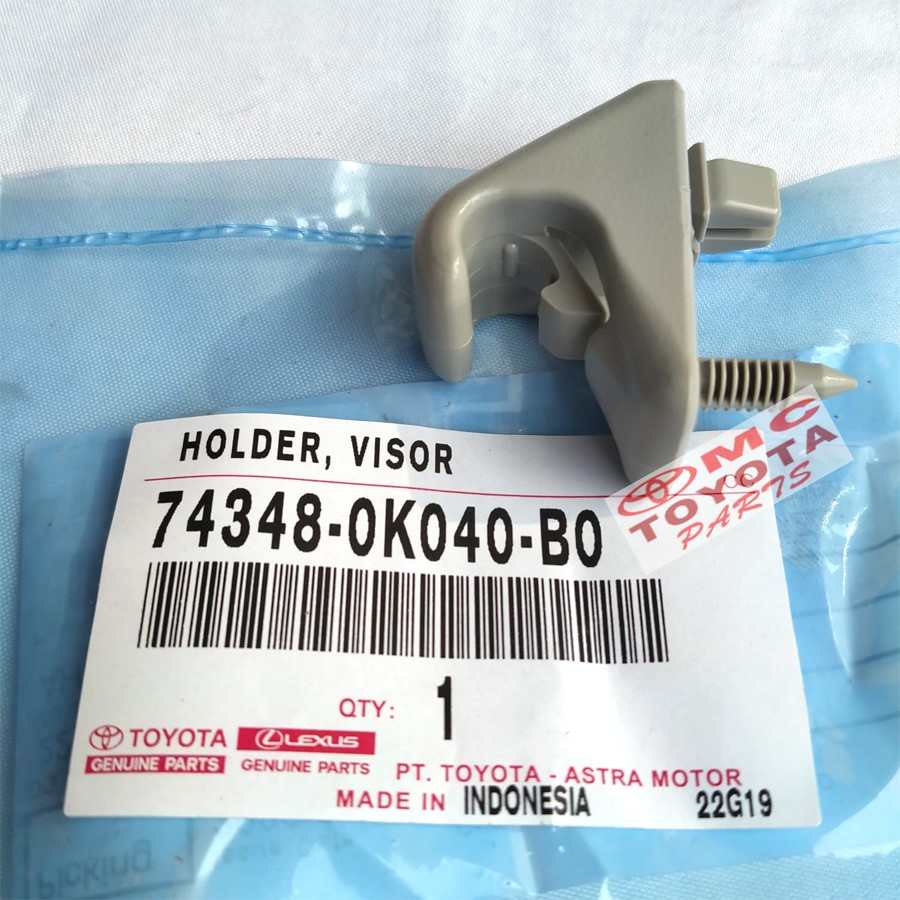 HOLDER, VISOR
74348-0K040-B0
MC
TOYOTA
PARTS
QTY: 1
TOYOTA
GENUINE PARTS
LEXUS
GENUINE PARTS
PT. TOYOTA - ASTRA MOTOR
MADE IN INDONESIA 22G19
Picking